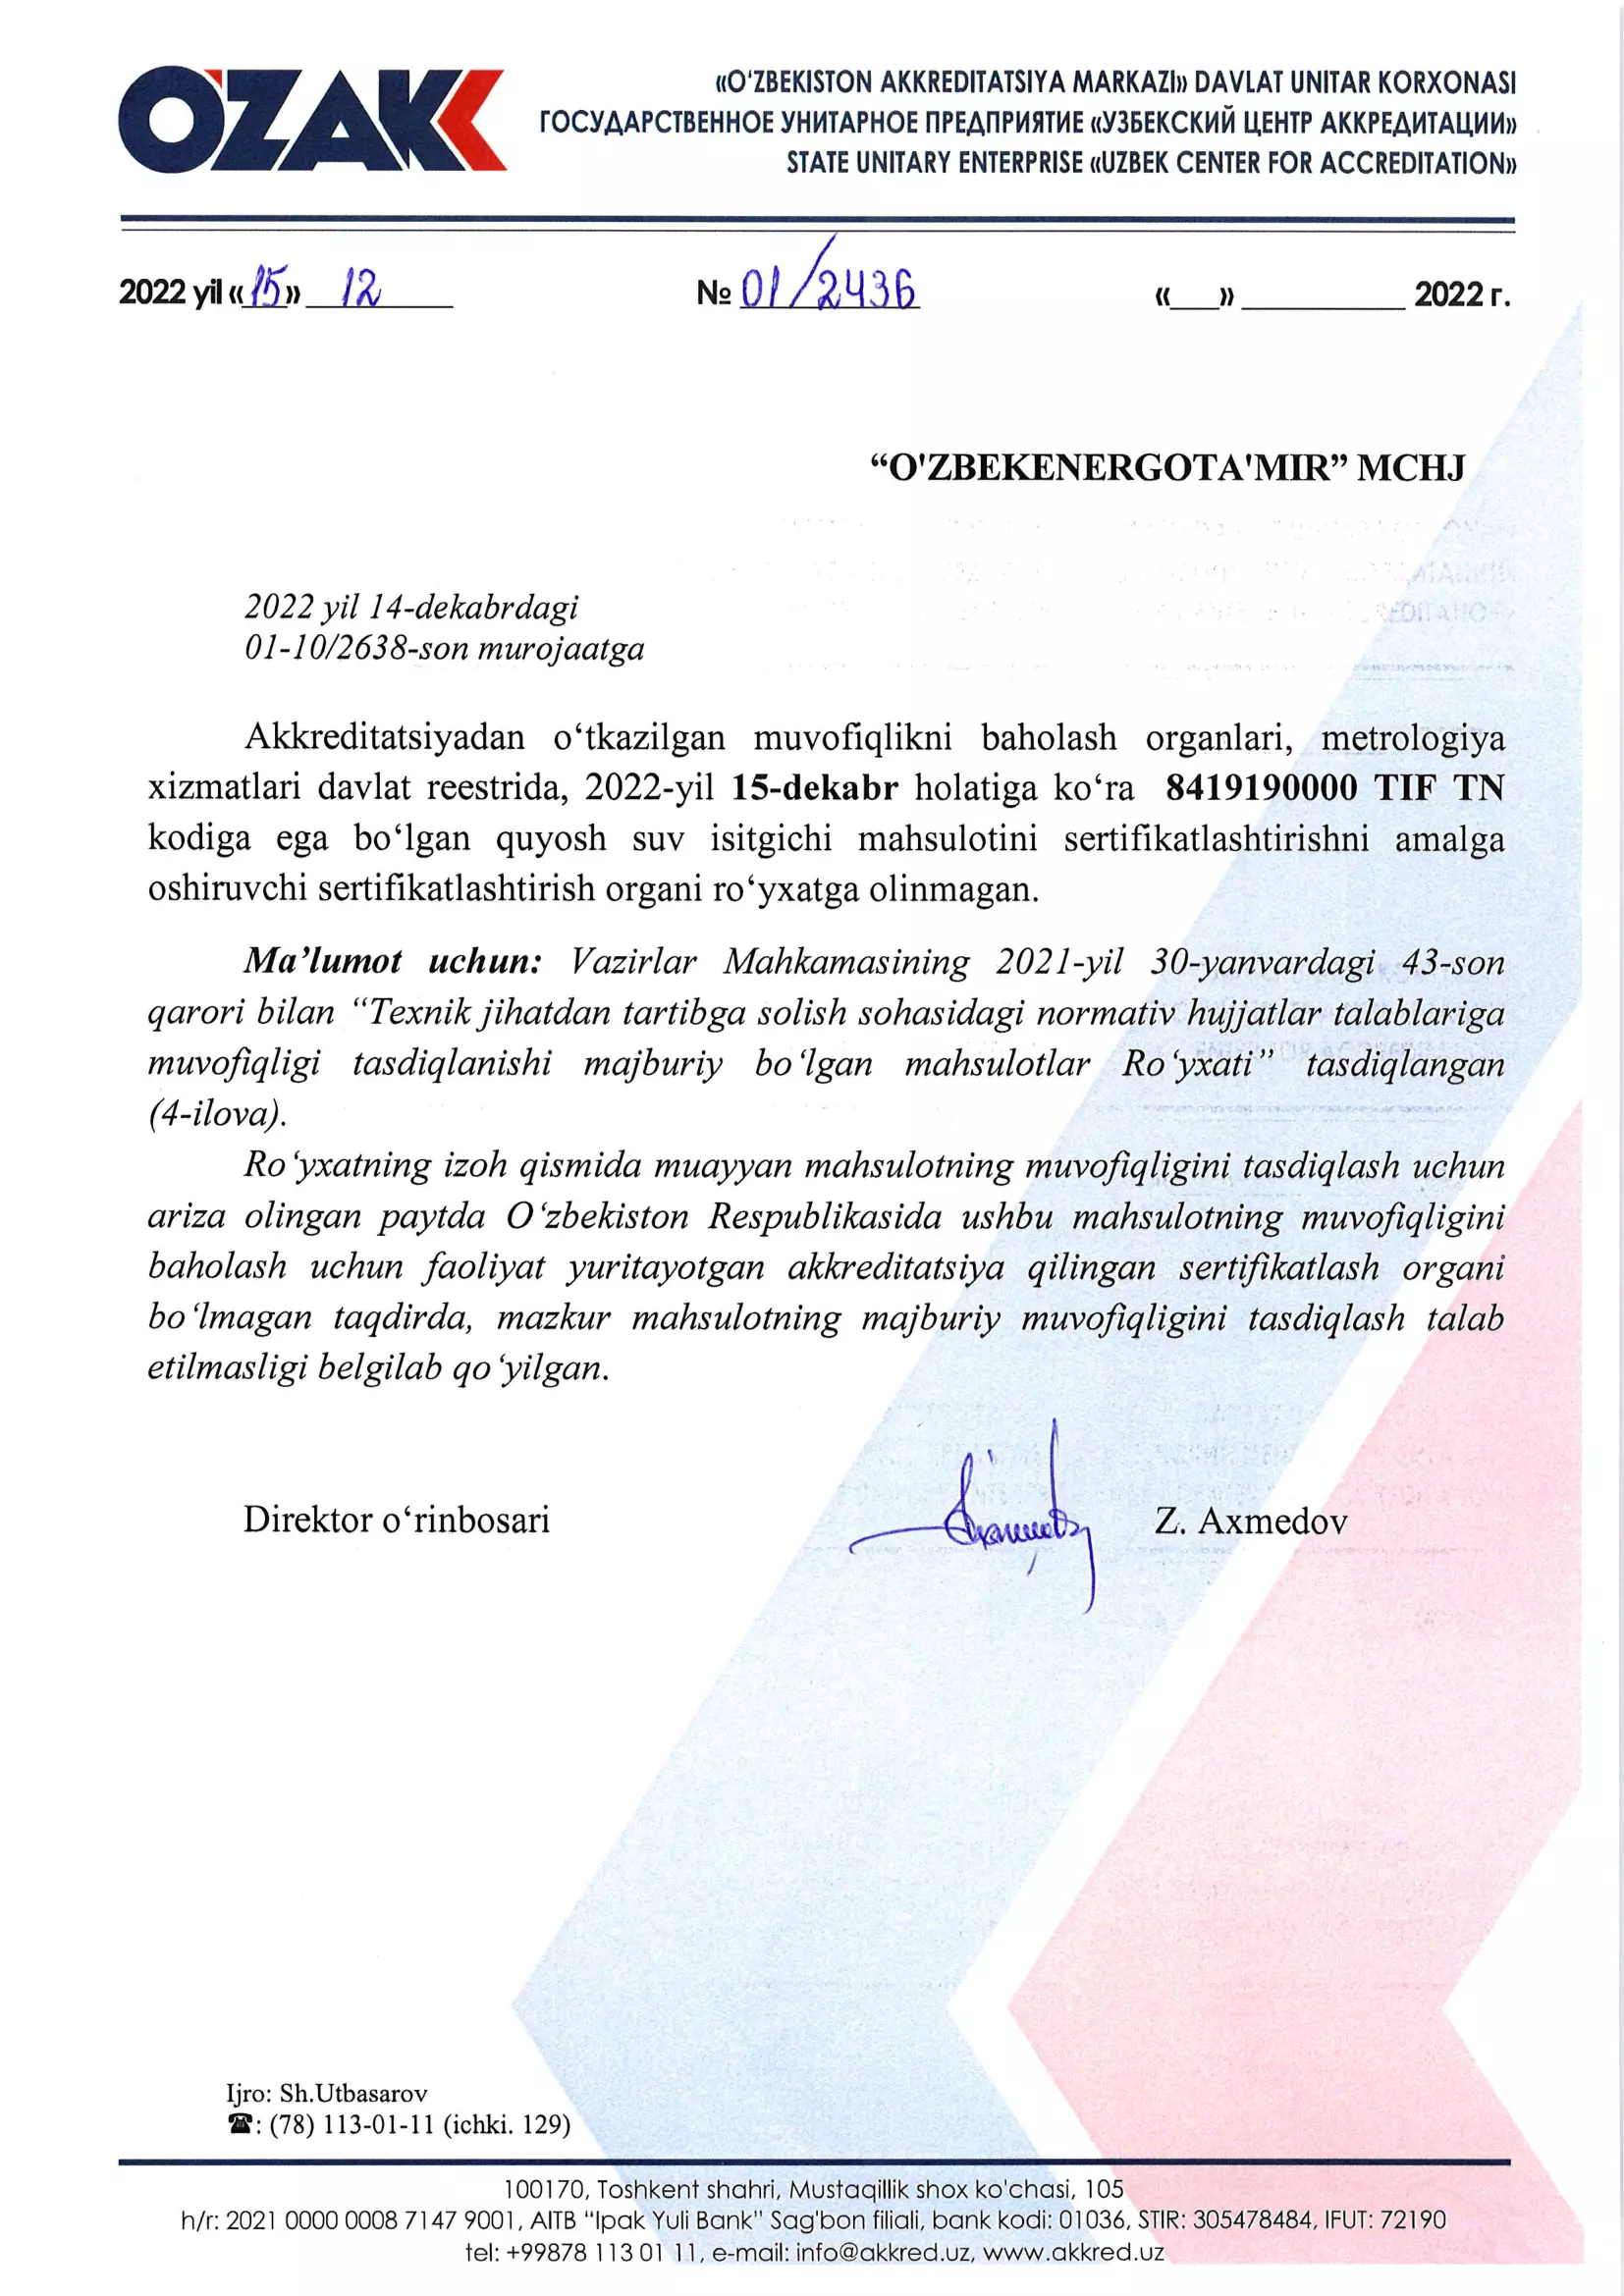 O'ZAKK
«O'ZBEKISTON AKKREDITATSIYA MARKAZI» DAVLAT UNITAR KORXONASI
ГОСУДАРСТВЕННОЕ УНИТАРНОЕ ПРЕДПРИЯТИЕ «УЗБЕКСКИЙ ЦЕНТР АККРЕДИТАЦИИ»
STATE UNITARY ENTERPRISE «UZBEK CENTER FOR ACCREDITATION»
2022 yil «15» 12 № 01/2436 «___» __________ 2022 г.
“O'ZBEKENERGOTA'MIR” MCHJ
2022 yil 14-dekabrdagi
01-10/2638-son murojaatga
Akkreditatsiyadan o‘tkazilgan muvofiqlikni baholash organlari, metrologiya
xizmatlari davlat reestrida, 2022-yil 15-dekabr holatiga ko‘ra 8419190000 TIF TN
kodiga ega bo‘lgan quyosh suv isitgichi mahsulotini sertifikatlashtirishni amalga
oshiruvchi sertifikatlashtirish organi ro‘yxatga olinmagan.
Ma’lumot uchun: Vazirlar Mahkamasining 2021-yil 30-yanvardagi 43-son
qarori bilan “Texnik jihatdan tartibga solish sohasidagi normativ hujjatlar talablariga
muvofiqligi tasdiqlanishi majburiy bo‘lgan mahsulotlar Ro‘yxati” tasdiqlangan
(4-ilova).
Ro‘yxatning izoh qismida muayyan mahsulotning muvofiqligini tasdiqlash uchun
ariza olingan paytda O‘zbekiston Respublikasida ushbu mahsulotning muvofiqligini
baholash uchun faoliyat yuritayotgan akkreditatsiya qilingan sertifikatlash organi
bo‘lmagan taqdirda, mazkur mahsulotning majburiy muvofiqligini tasdiqlash talab
etilmasligi belgilab qo‘yilgan.
Direktor o‘rinbosari Z. Axmedov
Ijro: Sh.Utbasarov
☎: (78) 113-01-11 (ichki. 129)
100170, Toshkent shahri, Mustaqillik shox ko'chasi, 105
h/r: 2021 0000 0008 7147 9001, AITB “Ipak Yuli Bank” Sag'bon filiali, bank kodi: 01036, STIR: 305478484, IFUT: 72190
tel: +99878 113 01 11, e-mail: info@akkred.uz, www.akkred.uz